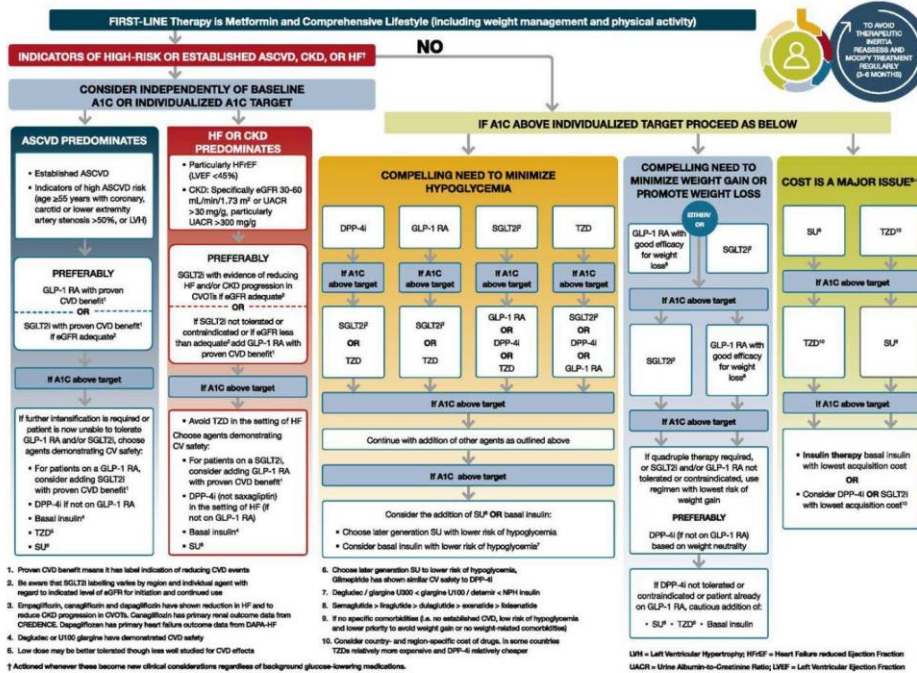 FIRST-LINE Therapy is Metformin and Comprehensive Lifestyle (including weight management and physical activity)
TO AVOID
THERAPEUTIC
INERTIA
REASSESS AND
MODIFY TREATMENT
REGULARLY
(3-6 MONTHS)
INDICATORS OF HIGH-RISK OR ESTABLISHED ASCVD, CKD, OR HF†
NO
CONSIDER INDEPENDENTLY OF BASELINE
A1C OR INDIVIDUALIZED A1C TARGET
IF A1C ABOVE INDIVIDUALIZED TARGET PROCEED AS BELOW
ASCVD PREDOMINATES
• Established ASCVD
• Indicators of high ASCVD risk
(age ≥55 years with coronary,
carotid or lower extremity
artery stenosis >50%, or LVH)
PREFERABLY
GLP-1 RA with proven
CVD benefit¹
OR
SGLT2i with proven CVD benefit¹
if eGFR adequate²
If A1C above target
If further intensification is required or
patient is now unable to tolerate
GLP-1 RA and/or SGLT2i, choose
agents demonstrating CV safety:
• For patients on a GLP-1 RA,
consider adding SGLT2i
with proven CVD benefit¹
• DPP-4i if not on GLP-1 RA
• Basal insulin⁴
• TZD⁵
• SU⁶
HF OR CKD
PREDOMINATES
• Particularly HFrEF
(LVEF <45%)
• CKD: Specifically eGFR 30-60
mL/min/1.73 m² or UACR
>30 mg/g, particularly
UACR >300 mg/g
PREFERABLY
SGLT2i with evidence of reducing
HF and/or CKD progression in
CVOTs if eGFR adequate³
OR
If SGLT2i not tolerated or
contraindicated or if eGFR less
than adequate² add GLP-1 RA with
proven CVD benefit¹
If A1C above target
• Avoid TZD in the setting of HF
Choose agents demonstrating
CV safety:
• For patients on a SGLT2i,
consider adding GLP-1 RA
with proven CVD benefit¹
• DPP-4i (not saxagliptin)
in the setting of HF (if
not on GLP-1 RA)
• Basal insulin⁴
• SU⁶
COMPELLING NEED TO MINIMIZE
HYPOGLYCEMIA
DPP-4i
GLP-1 RA
SGLT2i²
TZD
If A1C
above target
If A1C
above target
If A1C
above target
If A1C
above target
SGLT2i²
OR
TZD
SGLT2i²
OR
TZD
GLP-1 RA
OR
DPP-4i
OR
TZD
SGLT2i²
OR
DPP-4i
OR
GLP-1 RA
If A1C above target
Continue with addition of other agents as outlined above
If A1C above target
Consider the addition of SU⁶ OR basal insulin:
• Choose later generation SU with lower risk of hypoglycemia
• Consider basal insulin with lower risk of hypoglycemia⁷
COMPELLING NEED TO
MINIMIZE WEIGHT GAIN OR
PROMOTE WEIGHT LOSS
EITHER/
OR
GLP-1 RA with
good efficacy
for weight
loss⁸
SGLT2i²
If A1C above target
SGLT2i²
GLP-1 RA with
good efficacy
for weight
loss⁸
If A1C above target
If quadruple therapy required,
or SGLT2i and/or GLP-1 RA not
tolerated or contraindicated, use
regimen with lowest risk of
weight gain
PREFERABLY
DPP-4i (if not on GLP-1 RA)
based on weight neutrality
If DPP-4i not tolerated or
contraindicated or patient already
on GLP-1 RA, cautious addition of:
• SU⁶ • TZD⁵ • Basal insulin
COST IS A MAJOR ISSUE⁹⁻¹⁰
SU⁶
TZD¹⁰
If A1C above target
TZD¹⁰
SU⁶
If A1C above target
• Insulin therapy basal insulin
with lowest acquisition cost
OR
• Consider DPP-4i OR SGLT2i
with lowest acquisition cost¹⁰
1. Proven CVD benefit means it has label indication of reducing CVD events
2. Be aware that SGLT2i labelling varies by region and individual agent with
regard to indicated level of eGFR for initiation and continued use
3. Empagliflozin, canagliflozin and dapagliflozin have shown reduction in HF and to
reduce CKD progression in CVOTs. Canagliflozin has primary renal outcome data from
CREDENCE. Dapagliflozin has primary heart failure outcome data from DAPA-HF
4. Degludec or U100 glargine have demonstrated CVD safety
5. Low dose may be better tolerated though less well studied for CVD effects
6. Choose later generation SU to lower risk of hypoglycemia,
Glimepiride has shown similar CV safety to DPP-4i
7. Degludec / glargine U300 < glargine U100 / detemir < NPH insulin
8. Semaglutide > liraglutide > dulaglutide > exenatide > lixisenatide
9. If no specific comorbidities (i.e. no established CVD, low risk of hypoglycemia
and lower priority to avoid weight gain or no weight-related comorbidities)
10. Consider country- and region-specific cost of drugs. In some countries
TZDs relatively more expensive and DPP-4i relatively cheaper
† Actioned whenever these become new clinical considerations regardless of background glucose-lowering medications.
LVH = Left Ventricular Hypertrophy; HFrEF = Heart Failure reduced Ejection Fraction
UACR = Urine Albumin-to-Creatinine Ratio; LVEF = Left Ventricular Ejection Fraction